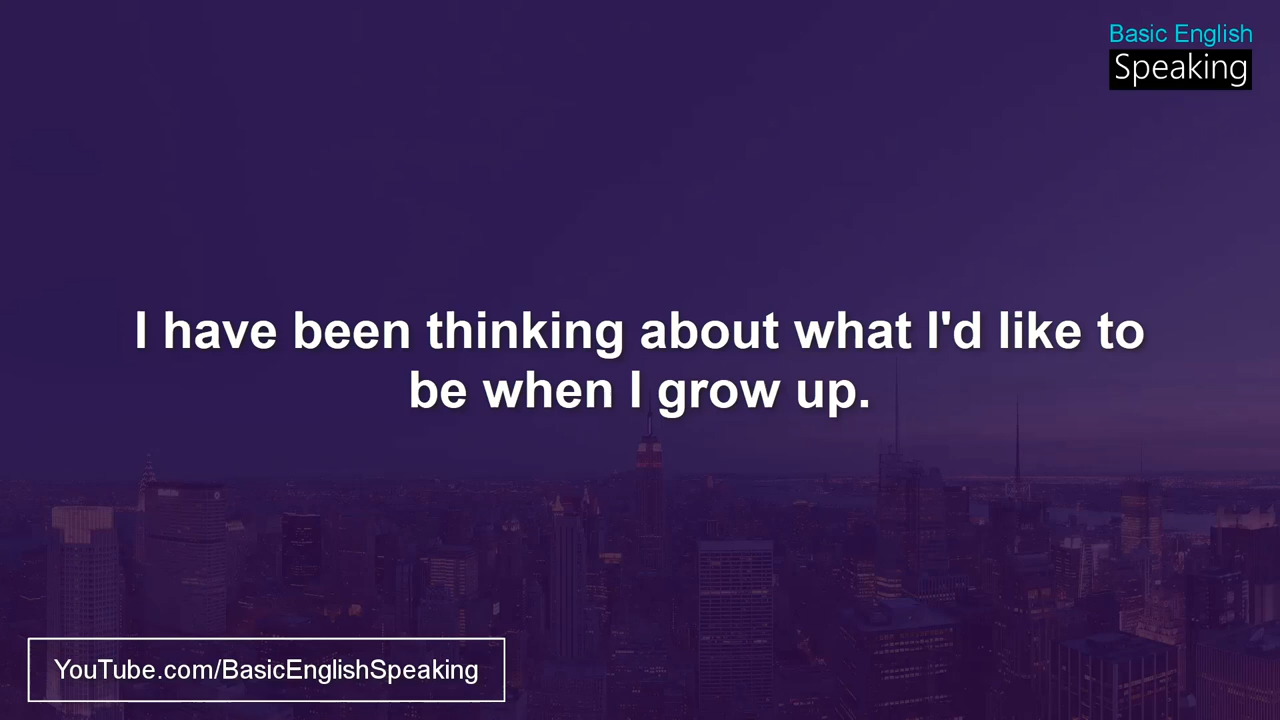 Basic English
Speaking
I have been thinking about what I'd like to
be when I grow up.
YouTube.com/BasicEnglishSpeaking